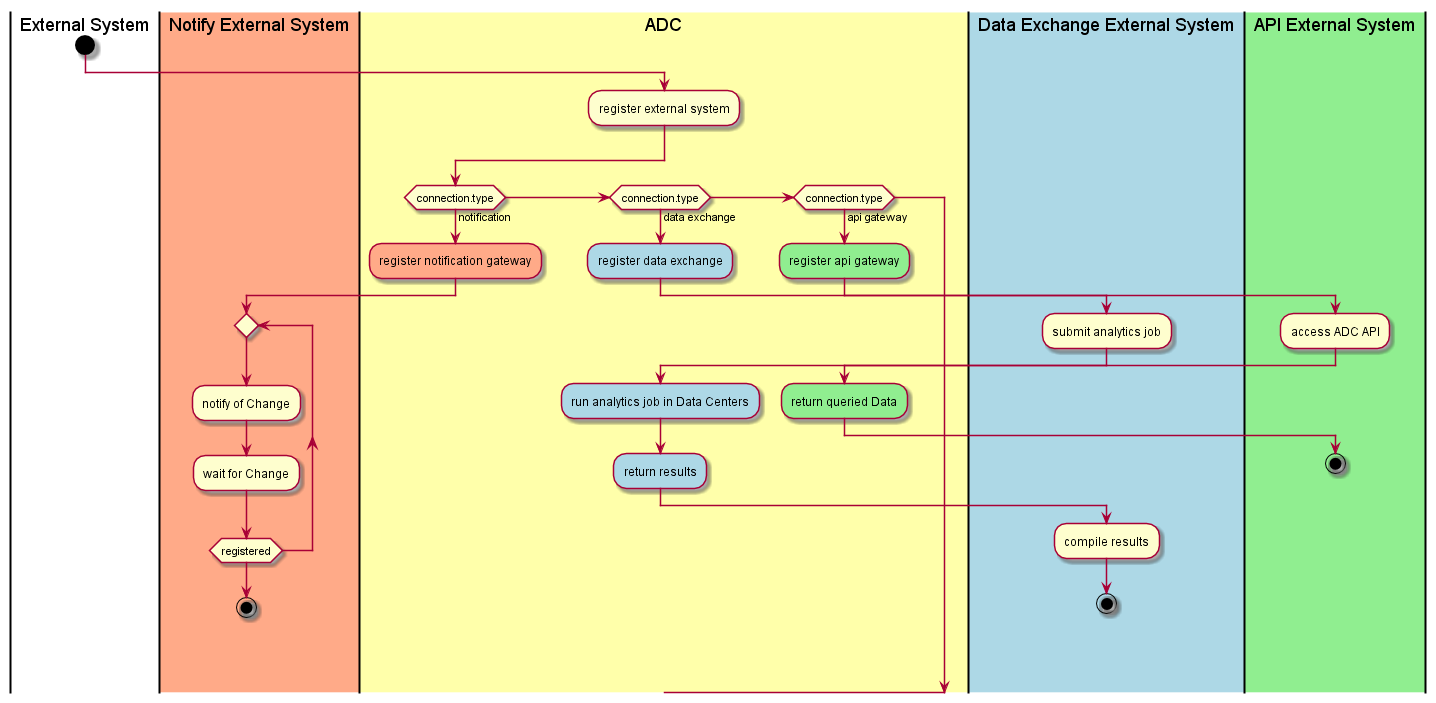 External System
Notify External System
ADC
Data Exchange External System
API External System
register external system
connection.type
connection.type
connection.type
notification
data exchange
api gateway
register notification gateway
register data exchange
register api gateway
submit analytics job
access ADC API
notify of Change
run analytics job in Data Centers
return queried Data
wait for Change
return results
registered
compile results